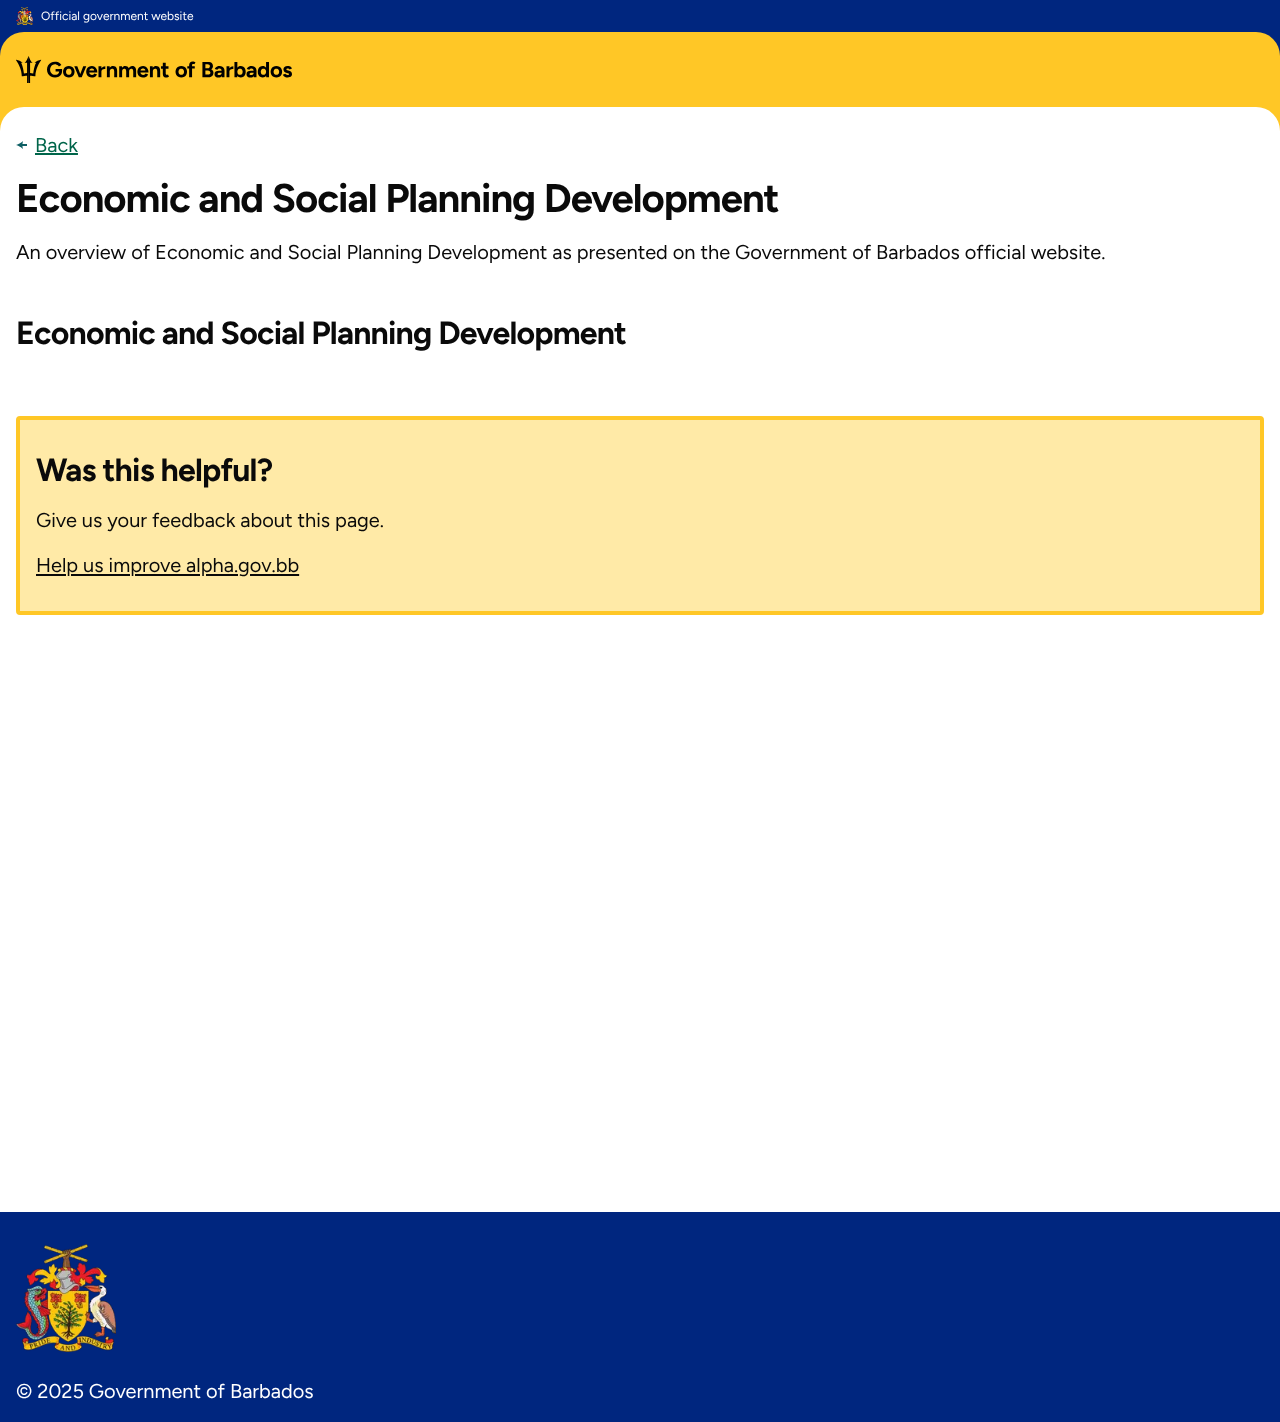 Official government website
Government of Barbados
Back
Economic and Social Planning Development
An overview of Economic and Social Planning Development as presented on the Government of Barbados official website.
Economic and Social Planning Development
Was this helpful?
Give us your feedback about this page.
Help us improve alpha.gov.bb
PRIDE AND INDUSTRY
© 2025 Government of Barbados